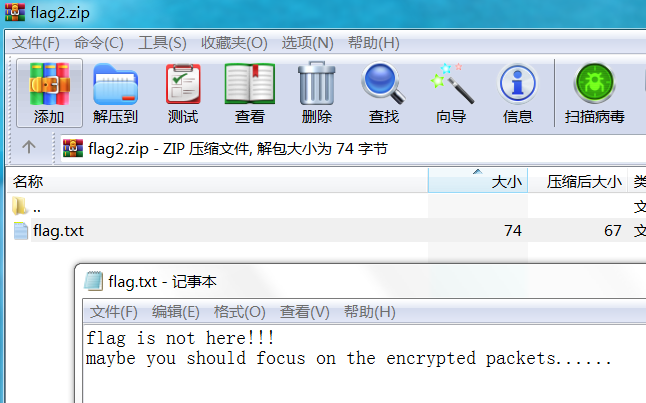 flag2.zip
文件(F) 命令(C) 工具(S) 收藏夹(O) 选项(N) 帮助(H)
添加 解压到 测试 查看 删除 查找 向导 信息 扫描病毒
flag2.zip - ZIP 压缩文件, 解包大小为 74 字节
名称 大小 压缩后大小 类
.. 文
flag.txt 74 67 文
flag.txt - 记事本
文件(F) 编辑(E) 格式(O) 查看(V) 帮助(H)
flag is not here!!!
maybe you should focus on the encrypted packets......